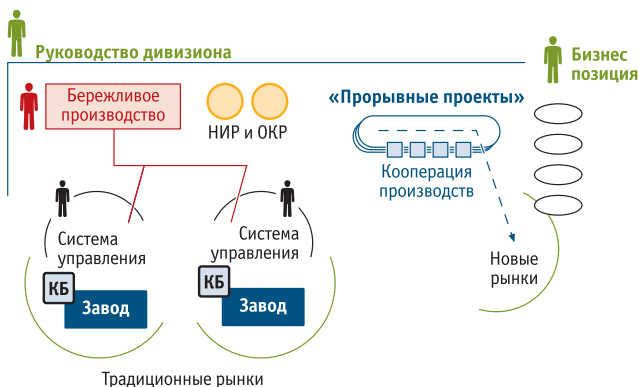 Руководство дивизиона
Бизнес
позиция
Бережливое
производство
НИР и ОКР
«Прорывные проекты»
Кооперация
производств
Система
управления
КБ
Завод
Система
управления
КБ
Завод
Новые
рынки
Традиционные рынки